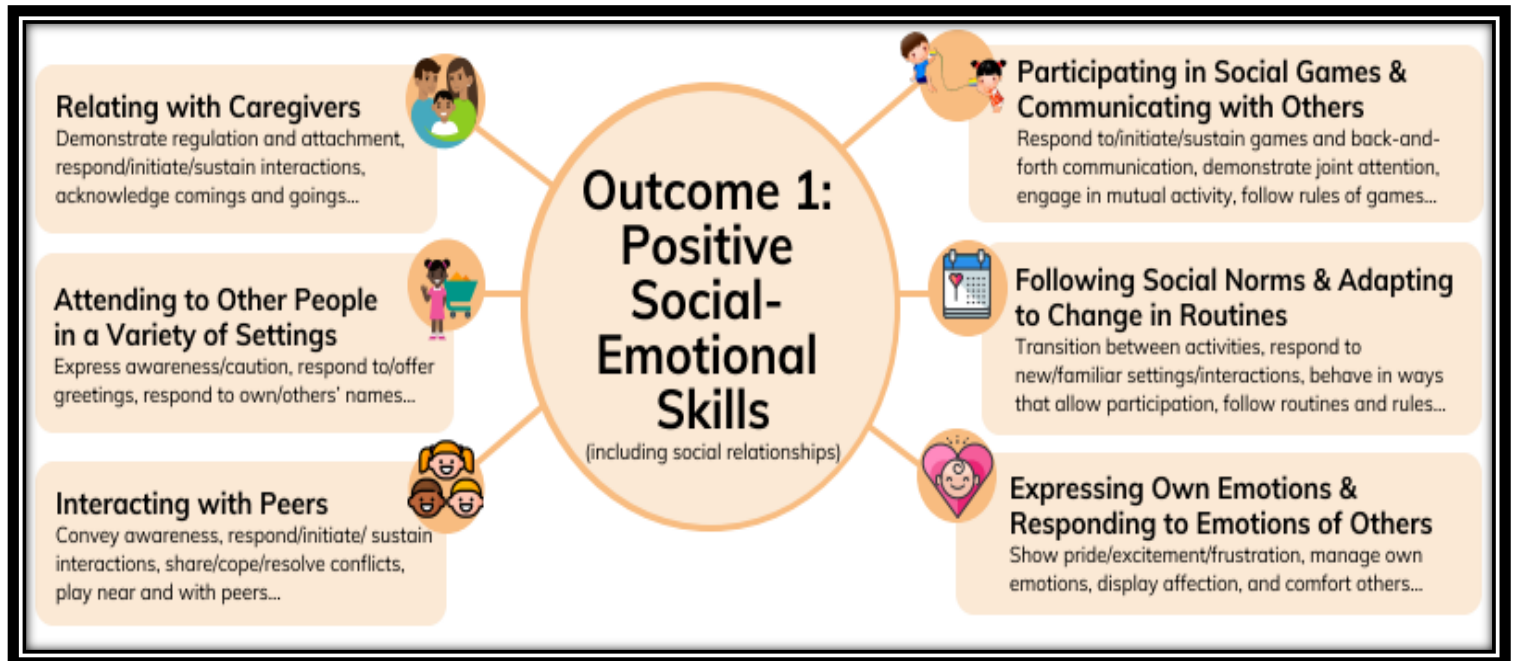 Relating with Caregivers
Demonstrate regulation and attachment,
respond/initiate/sustain interactions,
acknowledge comings and goings...
Attending to Other People
in a Variety of Settings
Express awareness/caution, respond to/offer
greetings, respond to own/others' names...
Interacting with Peers
Convey awareness, respond/initiate/ sustain
interactions, share/cope/resolve conflicts,
play near and with peers...
Outcome 1:
Positive
Social-
Emotional
Skills
(including social relationships)
Participating in Social Games &
Communicating with Others
Respond to/initiate/sustain games and back-and-
forth communication, demonstrate joint attention,
engage in mutual activity, follow rules of games...
Following Social Norms & Adapting
to Change in Routines
Transition between activities, respond to
new/familiar settings/interactions, behave in ways
that allow participation, follow routines and rules...
Expressing Own Emotions &
Responding to Emotions of Others
Show pride/excitement/frustration, manage own
emotions, display affection, and comfort others...